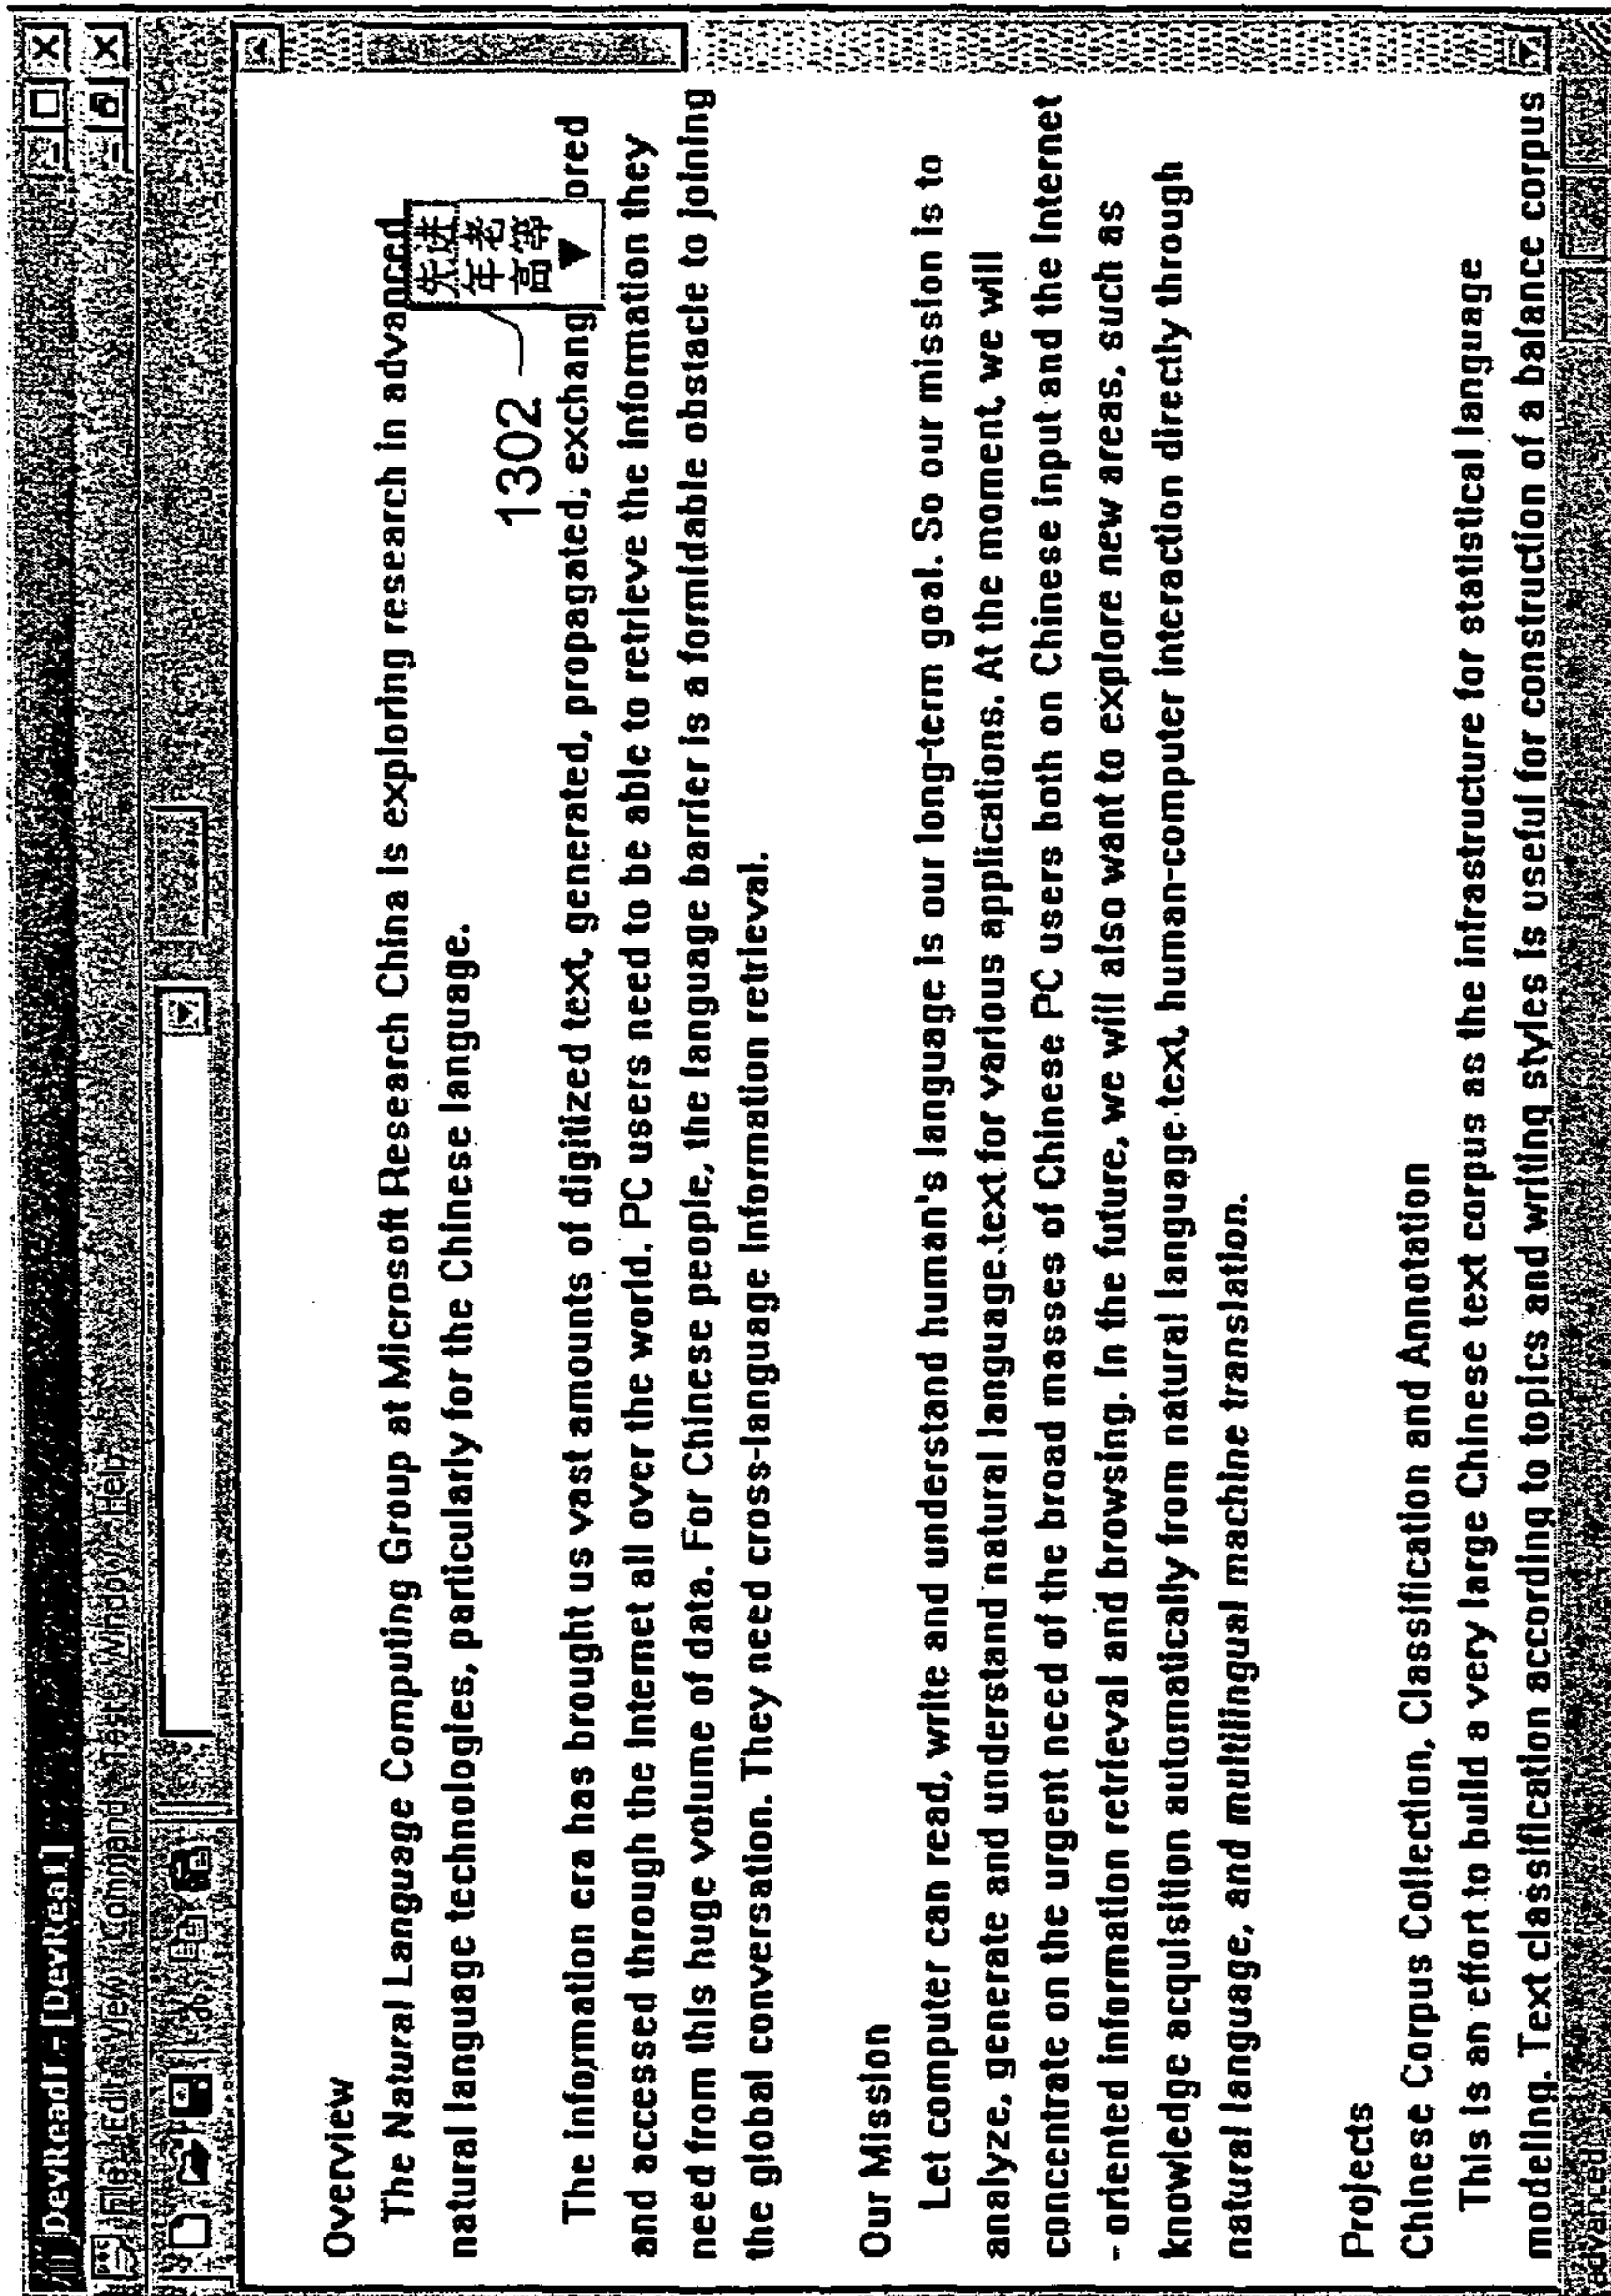 DevRead1 - [DevRead1]
File Edit View Command Test Window Help
Overview
The Natural Language Computing Group at Microsoft Research China is exploring research in advanced
natural language technologies, particularly for the Chinese language.
先进
年老
高等
1302
The information era has brought us vast amounts of digitized text, generated, propagated, exchang ored
and accessed through the Internet all over the world. PC users need to be able to retrieve the information they
need from this huge volume of data. For Chinese people, the language barrier is a formidable obstacle to joining
the global conversation. They need cross-language information retrieval.
Our Mission
Let computer can read, write and understand human's language is our long-term goal. So our mission is to
analyze, generate and understand natural language text for various applications. At the moment, we will
concentrate on the urgent need of the broad masses of Chinese PC users both on Chinese input and the Internet
- oriented information retrieval and browsing. In the future, we will also want to explore new areas, such as
knowledge acquisition automatically from natural language text, human-computer interaction directly through
natural language, and multilingual machine translation.
Projects
Chinese Corpus Collection, Classification and Annotation
This is an effort to build a very large Chinese text corpus as the infrastructure for statistical language
modeling. Text classification according to topics and writing styles is useful for construction of a balance corpus
advanced